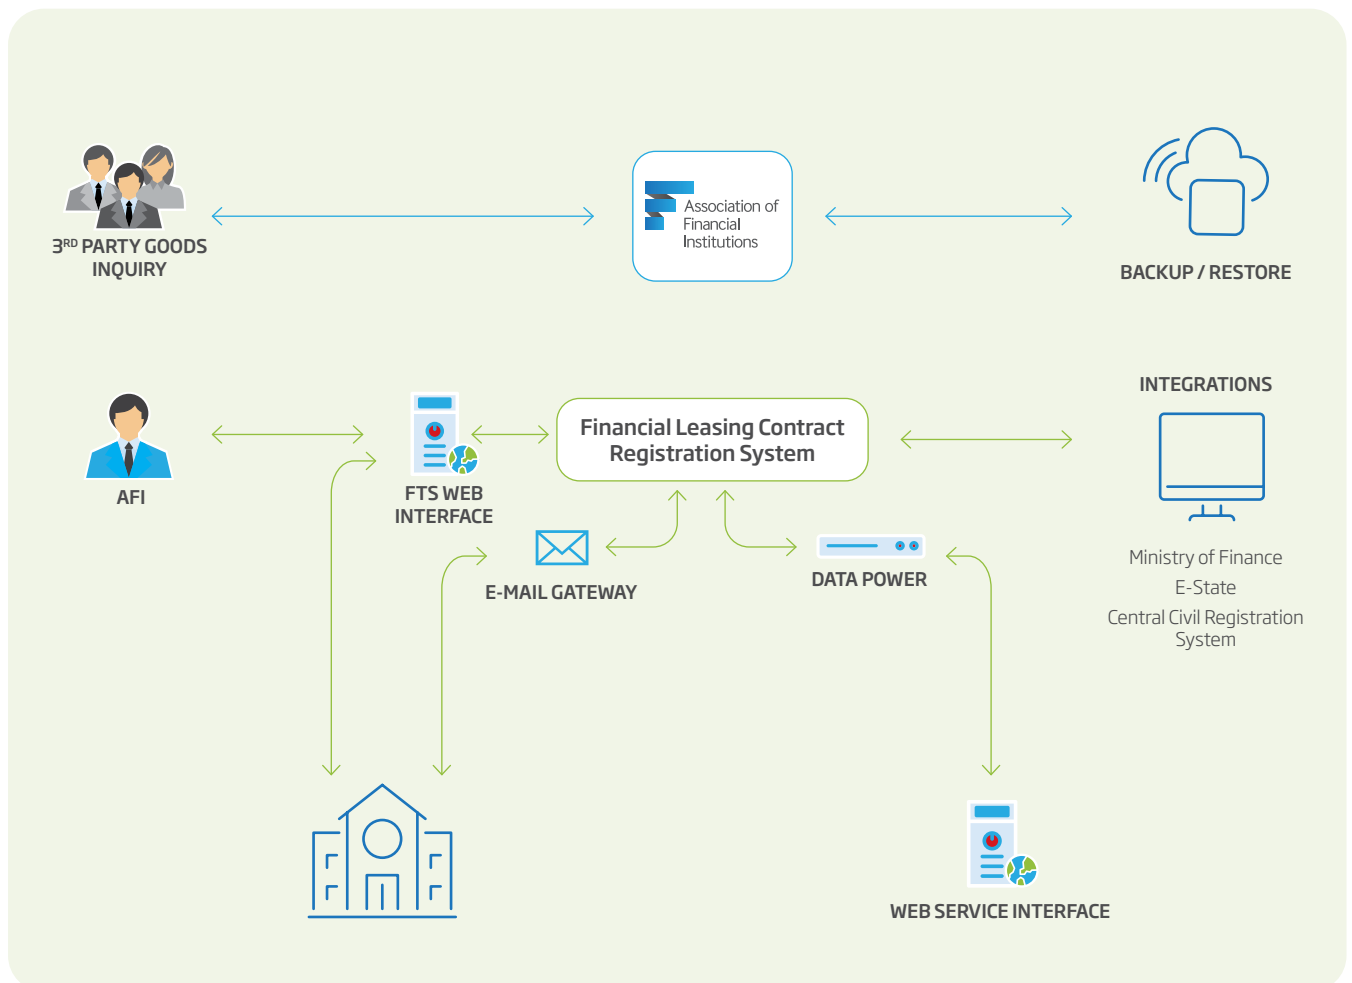 3RD PARTY GOODS
INQUIRY
Association of
Financial
Institutions
BACKUP / RESTORE
AFI
FTS WEB
INTERFACE
Financial Leasing Contract
Registration System
INTEGRATIONS
Ministry of Finance
E-State
Central Civil Registration
System
E-MAIL GATEWAY
DATA POWER
WEB SERVICE INTERFACE